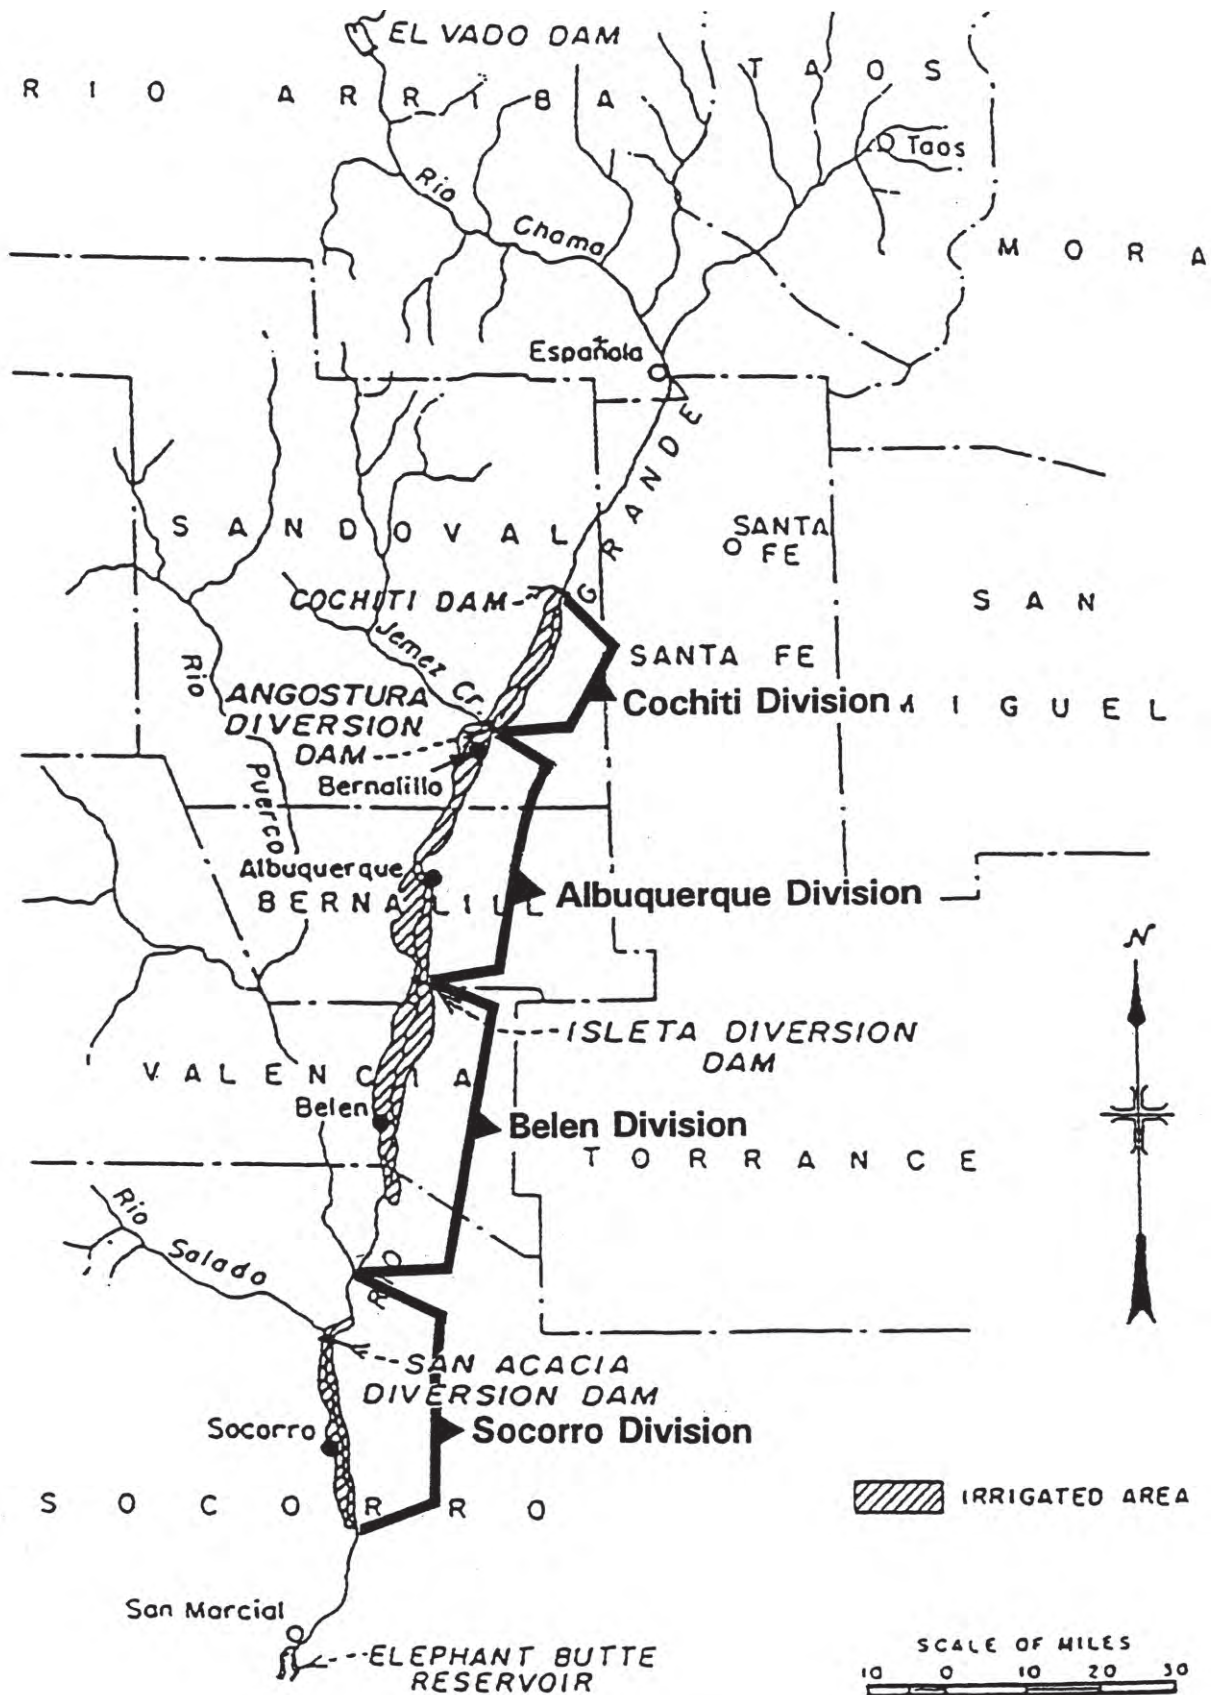 EL VADO DAM
RIO ARRIBA
TAOS
Taos
Rio
Chama
MORA
Española
RIO GRANDE
SANDOVAL
SANTA
FE
COCHITI DAM
SAN
Jemez Cr.
SANTA FE
Rio
ANGOSTURA
DIVERSION
DAM
Cochiti Division
MIGUEL
Bernalillo
Puerco
Albuquerque
BERNALILL
Albuquerque Division
N
ISLETA DIVERSION
DAM
VALENCIA
Belen
Belen Division
TORRANCE
Rio
Salado
SAN ACACIA
DIVERSION DAM
Socorro
Socorro Division
SOCORRO
IRRIGATED AREA
San Marcial
ELEPHANT BUTTE
RESERVOIR
SCALE OF MILES
10 0 10 20 30